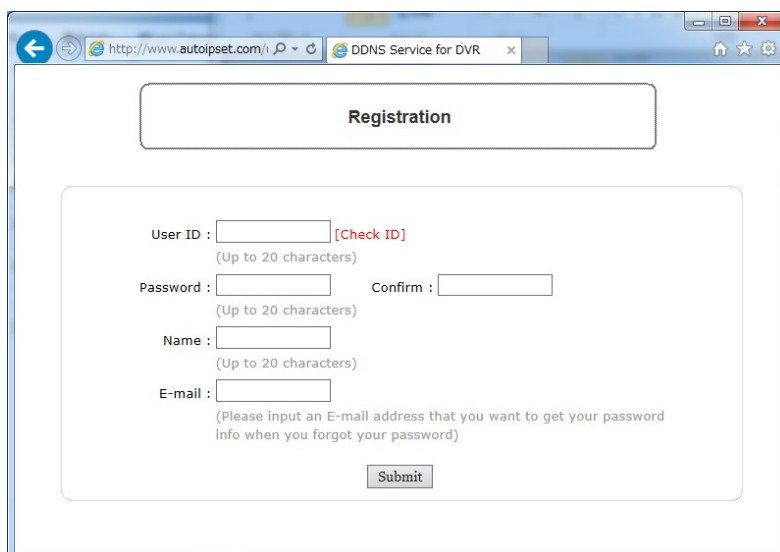 http://www.autoipset.com/
DDNS Service for DVR
Registration
User ID : [Check ID]
(Up to 20 characters)
Password : Confirm :
(Up to 20 characters)
Name :
(Up to 20 characters)
E-mail :
(Please input an E-mail address that you want to get your password
info when you forgot your password)
Submit